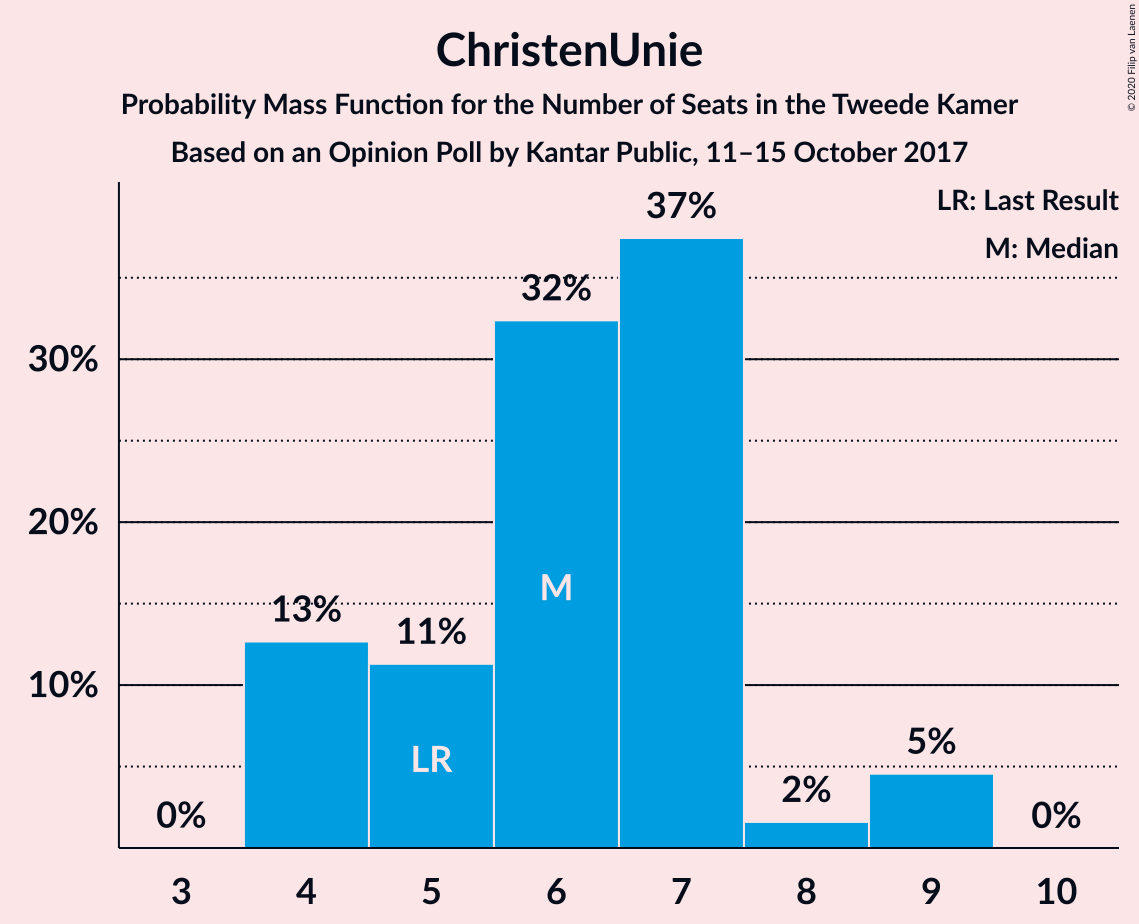 ChristenUnie
Probability Mass Function for the Number of Seats in the Tweede Kamer
Based on an Opinion Poll by Kantar Public, 11–15 October 2017
© 2020 Filip van Laenen
LR: Last Result
M: Median
37%
32%
30%
20%
M
13%
11%
10%
LR
5%
2%
0%
0%
3 4 5 6 7 8 9 10